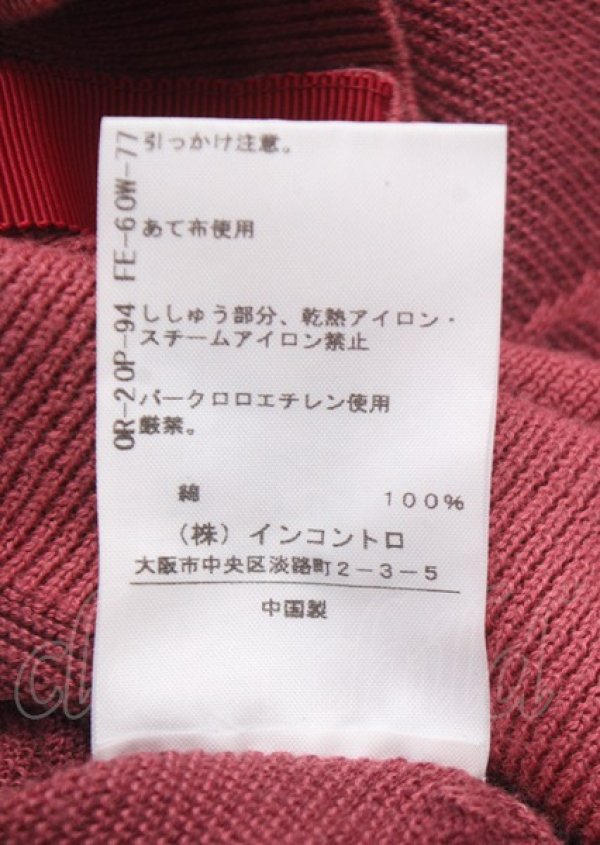 引っかけ注意。
あて布使用
ししゅう部分、乾熱アイロン・
スチームアイロン禁止
パークロロエチレン使用
厳禁。
綿 100%
(株)インコントロ
大阪市中央区淡路町2-3-5
中国製
OR-20P-94 FE-60W-77